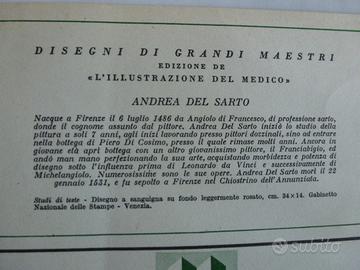 DISEGNI DI GRANDI MAESTRI
EDIZIONE DE
«L'ILLUSTRAZIONE DEL MEDICO»
ANDREA DEL SARTO
Nacque a Firenze il 6 luglio 1486 da Angiolo di Francesco, di professione sarto,
donde il cognome assunto dal pittore. Andrea Del Sarto iniziò lo studio della
pittura a soli 7 anni, agli inizi lavorando presso pittori dozzinali, sino ad entrare
nella bottega di Piero Di Cosimo, presso il quale rimase molti anni. Ancora in
giovane età aprì bottega con un altro giovanissimo pittore, il Franciabigio, ed
andò man mano perfezionando la sua arte, acquistando morbidezza e potenza di
disegno sotto l'influenza prima di Leonardo da Vinci e successivamente di
Michelangiolo. Numerosissime sono le sue opere. Andrea Del Sarto morì il 22
gennaio 1531, e fu sepolto a Firenze nel Chiostrino dell'Annunziata.
Studi di teste - Disegno a sanguigna su fondo leggermente rosato, cm. 34×14. Gabinetto
Nazionale delle Stampe - Venezia.
subito